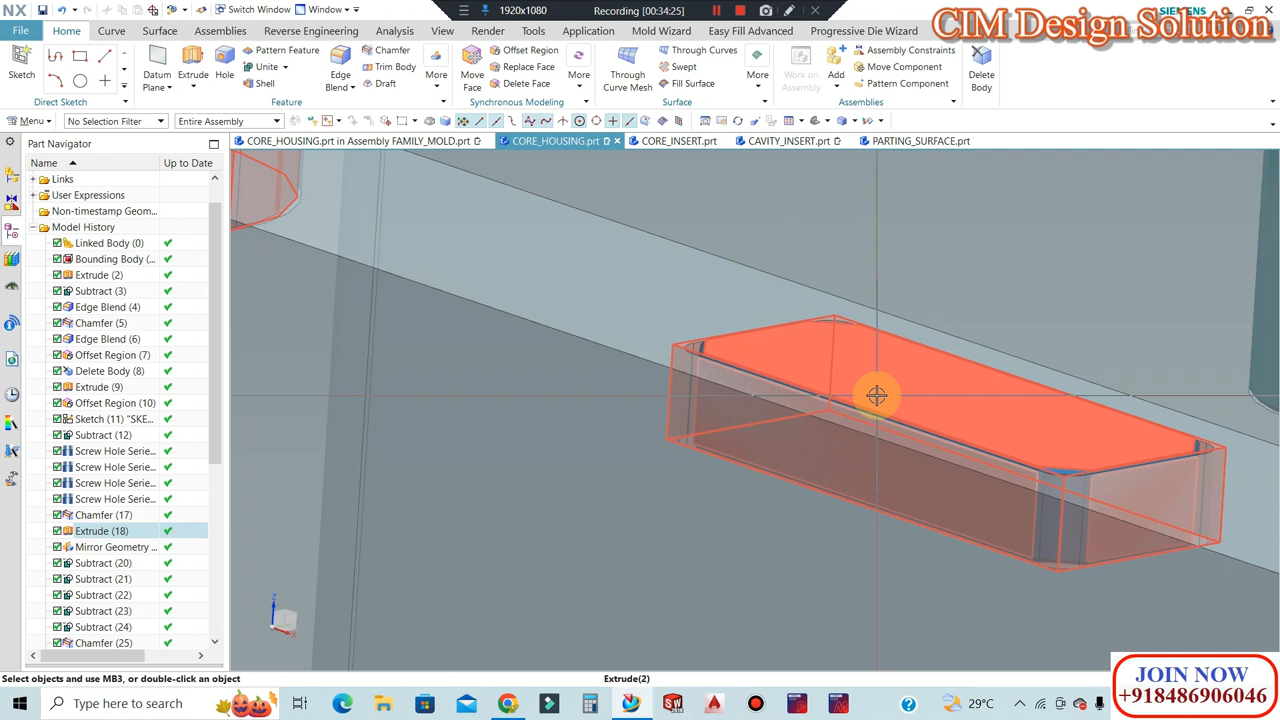 NX
Switch Window
Window
1920x1080
Recording [00:34:25]
SIEMENS
CIM Design Solution
File
Home
Curve
Surface
Assemblies
Reverse Engineering
Analysis
View
Render
Tools
Application
Mold Wizard
Easy Fill Advanced
Progressive Die Wizard
Sketch
Direct Sketch
Datum Plane
Extrude
Hole
Pattern Feature
Unite
Shell
Edge Blend
Chamfer
Trim Body
Draft
More
Feature
Move Face
Offset Region
Replace Face
Delete Face
More
Synchronous Modeling
Through Curve Mesh
Through Curves
Swept
Fill Surface
More
Surface
Work on Assembly
Add
Assembly Constraints
Move Component
Pattern Component
Assemblies
Delete Body
Menu
No Selection Filter
Entire Assembly
Part Navigator
CORE_HOUSING.prt in Assembly FAMILY_MOLD.prt
CORE_HOUSING.prt
CORE_INSERT.prt
CAVITY_INSERT.prt
PARTING_SURFACE.prt
Name
Up to Date
Links
User Expressions
Non-timestamp Geom...
Model History
Linked Body (0)
Bounding Body (...
Extrude (2)
Subtract (3)
Edge Blend (4)
Chamfer (5)
Edge Blend (6)
Offset Region (7)
Delete Body (8)
Extrude (9)
Offset Region (10)
Sketch (11) "SKE...
Subtract (12)
Screw Hole Serie...
Screw Hole Serie...
Screw Hole Serie...
Screw Hole Serie...
Chamfer (17)
Extrude (18)
Mirror Geometry ...
Subtract (20)
Subtract (21)
Subtract (22)
Subtract (23)
Subtract (24)
Chamfer (25)
Z
X
Select objects and use MB3, or double-click an object
Extrude(2)
JOIN NOW
+918486906046
Type here to search
29°C